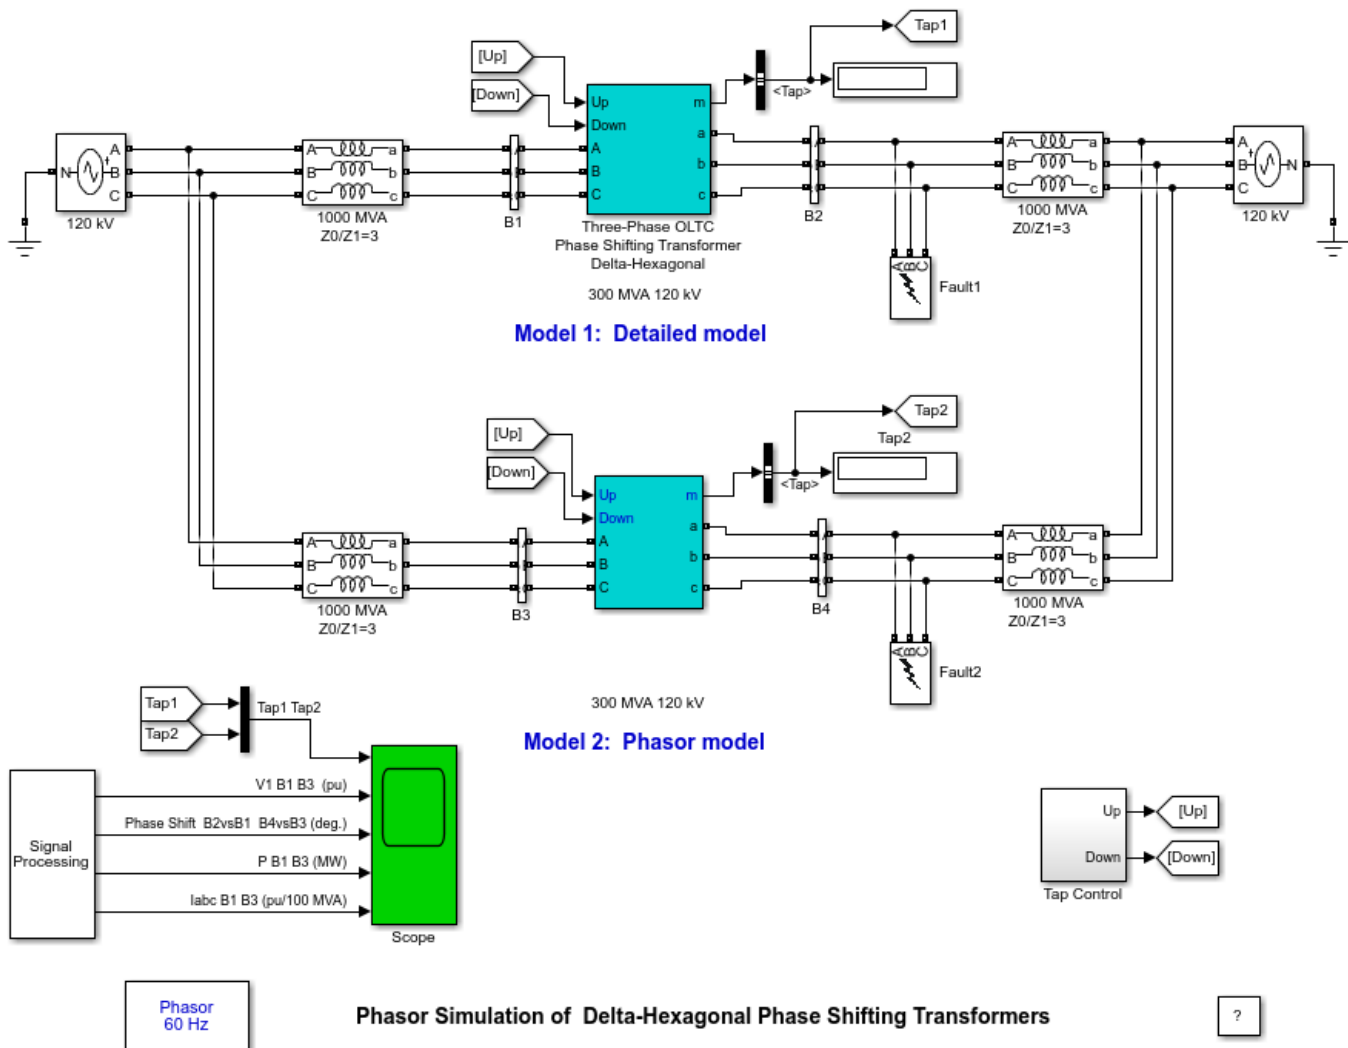 [Up]
[Down]
Tap1
<Tap>
Up
Down
A
B
C
m
a
b
c
N
A
B
C
120 kV
A
B
C
a
b
c
1000 MVA
Z0/Z1=3
B1
Three-Phase OLTC
Phase Shifting Transformer
Delta-Hexagonal
300 MVA 120 kV
B2
A
B
C
a
b
c
1000 MVA
Z0/Z1=3
A
B
C
N
120 kV
A B C
Fault1
Model 1: Detailed model
[Up]
[Down]
Tap2
Tap2
<Tap>
Up
Down
A
B
C
m
a
b
c
A
B
C
a
b
c
1000 MVA
Z0/Z1=3
B3
B4
A
B
C
a
b
c
1000 MVA
Z0/Z1=3
A B C
Fault2
300 MVA 120 kV
Model 2: Phasor model
Tap1
Tap2
Tap1 Tap2
Signal
Processing
V1 B1 B3 (pu)
Phase Shift B2vsB1 B4vsB3 (deg.)
P B1 B3 (MW)
Iabc B1 B3 (pu/100 MVA)
Scope
Up
Down
[Up]
[Down]
Tap Control
Phasor
60 Hz
Phasor Simulation of Delta-Hexagonal Phase Shifting Transformers
?